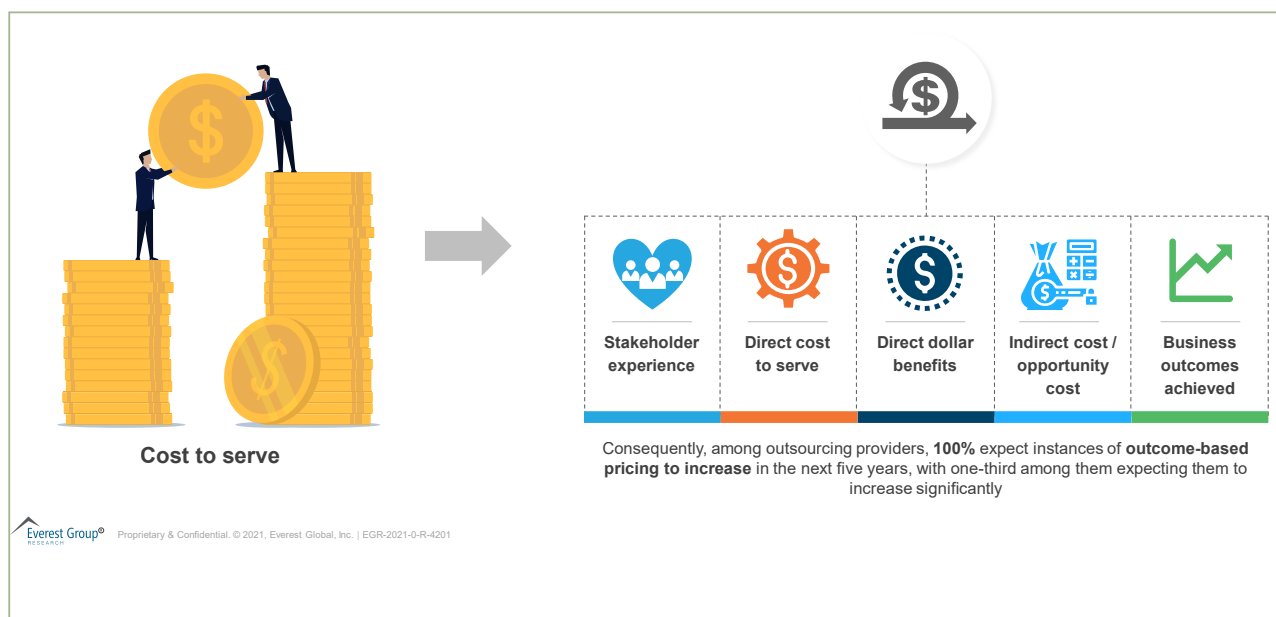 Cost to serve
Stakeholder
experience
Direct cost
to serve
Direct dollar
benefits
Indirect cost /
opportunity
cost
Business
outcomes
achieved
Consequently, among outsourcing providers, 100% expect instances of outcome-based
pricing to increase in the next five years, with one-third among them expecting them to
increase significantly
Everest Group®
RESEARCH
Proprietary & Confidential. © 2021, Everest Global, Inc. | EGR-2021-0-R-4201